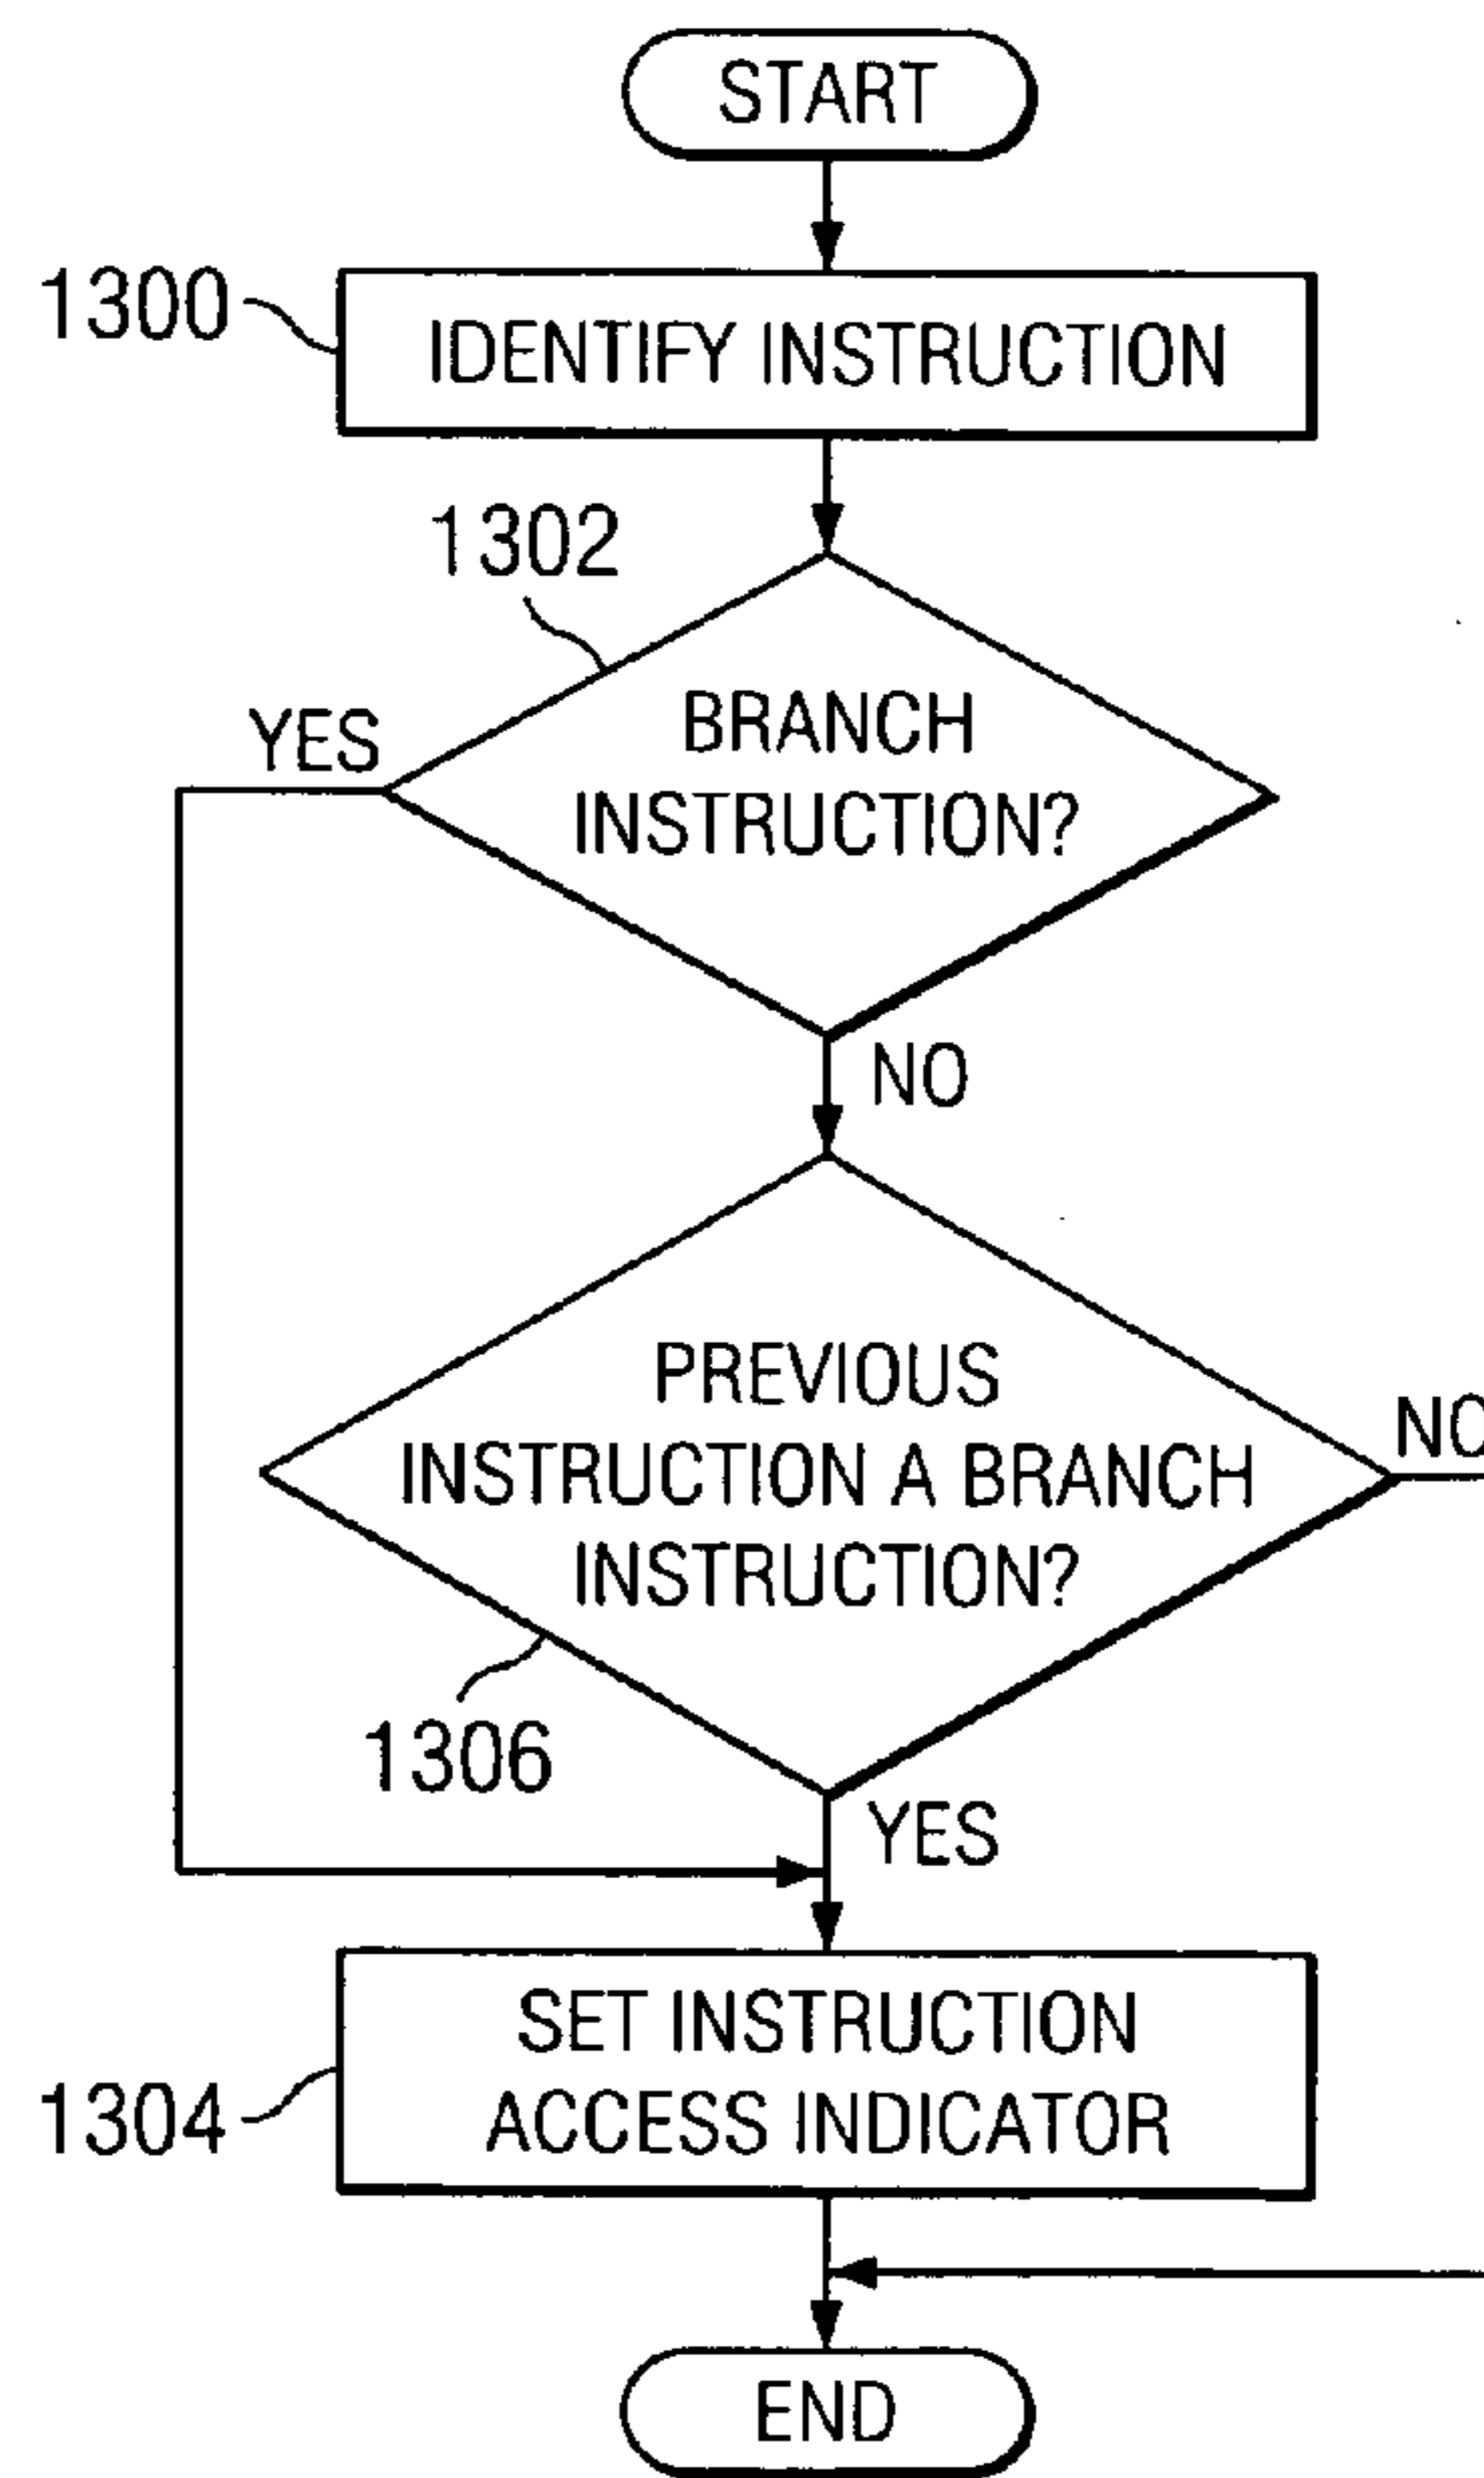 START
1300
IDENTIFY INSTRUCTION
1302
YES
BRANCH
INSTRUCTION?
NO
PREVIOUS
INSTRUCTION A BRANCH
INSTRUCTION?
NO
1306
YES
SET INSTRUCTION
ACCESS INDICATOR
1304
END